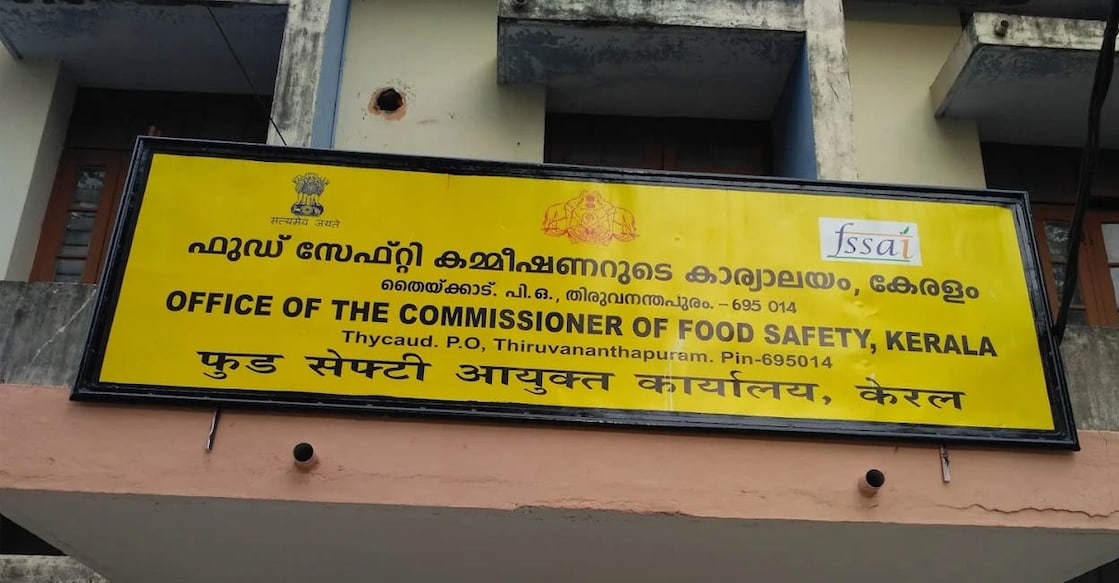 सत्यमेव जयते
fssai
ഫുഡ് സേഫ്റ്റി കമ്മീഷണറുടെ കാര്യാലയം, കേരളം
തൈയ്ക്കാട്. പി.ഒ., തിരുവനന്തപുരം. – 695 014
OFFICE OF THE COMMISSIONER OF FOOD SAFETY, KERALA
Thycaud. P.O, Thiruvananthapuram. Pin-695014
फुड सेफ्टी आयुक्त कार्यालय, केरल